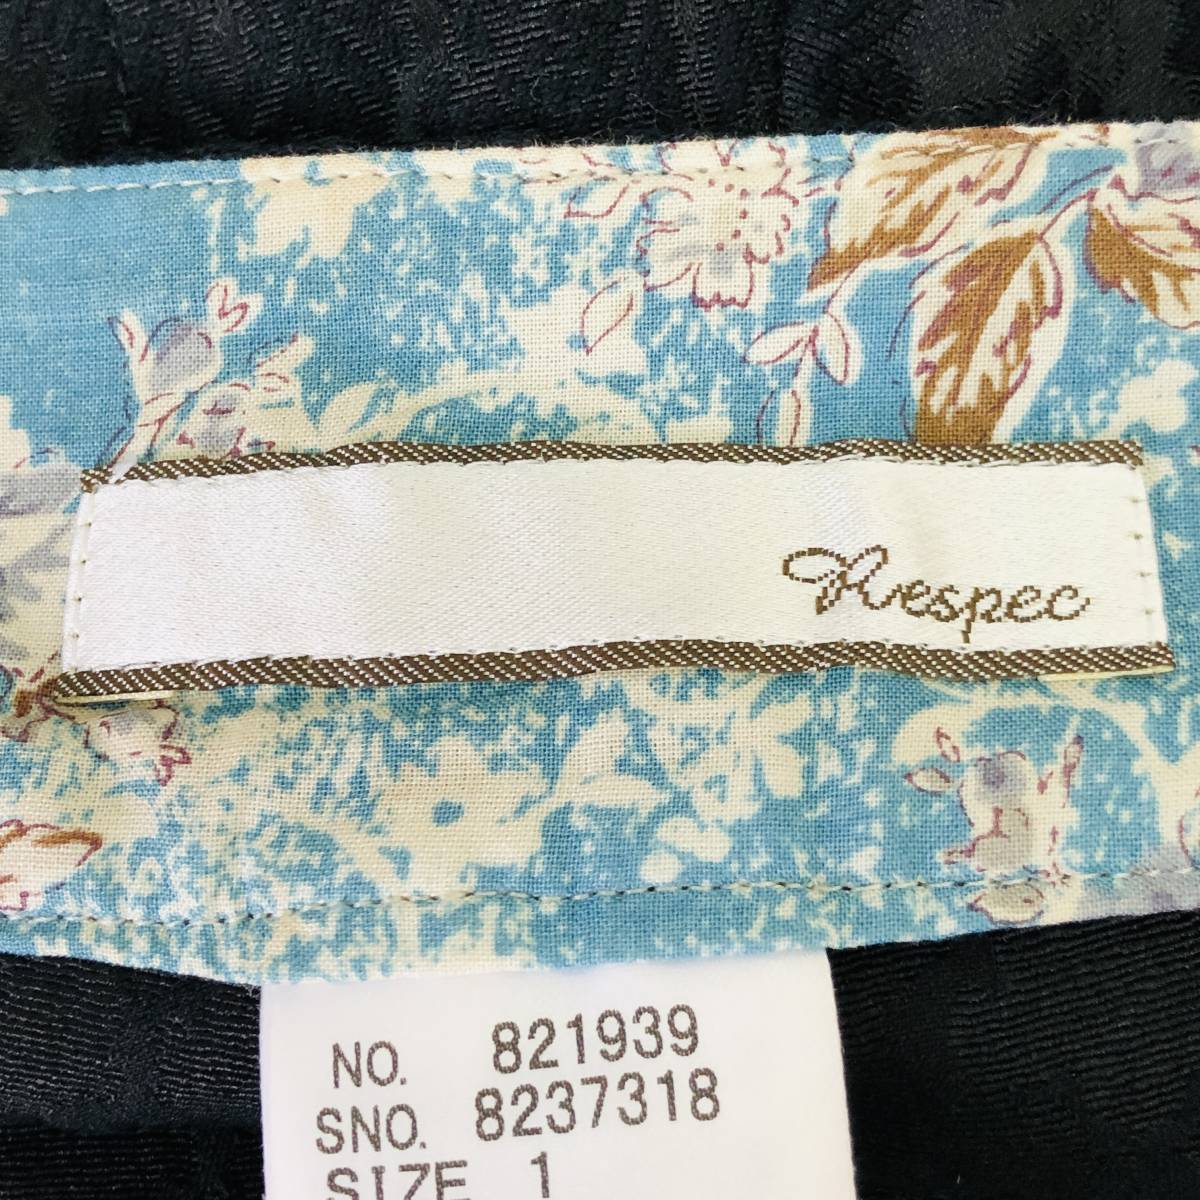 Respec
NO. 821939
SNO. 8237318
SIZE 1